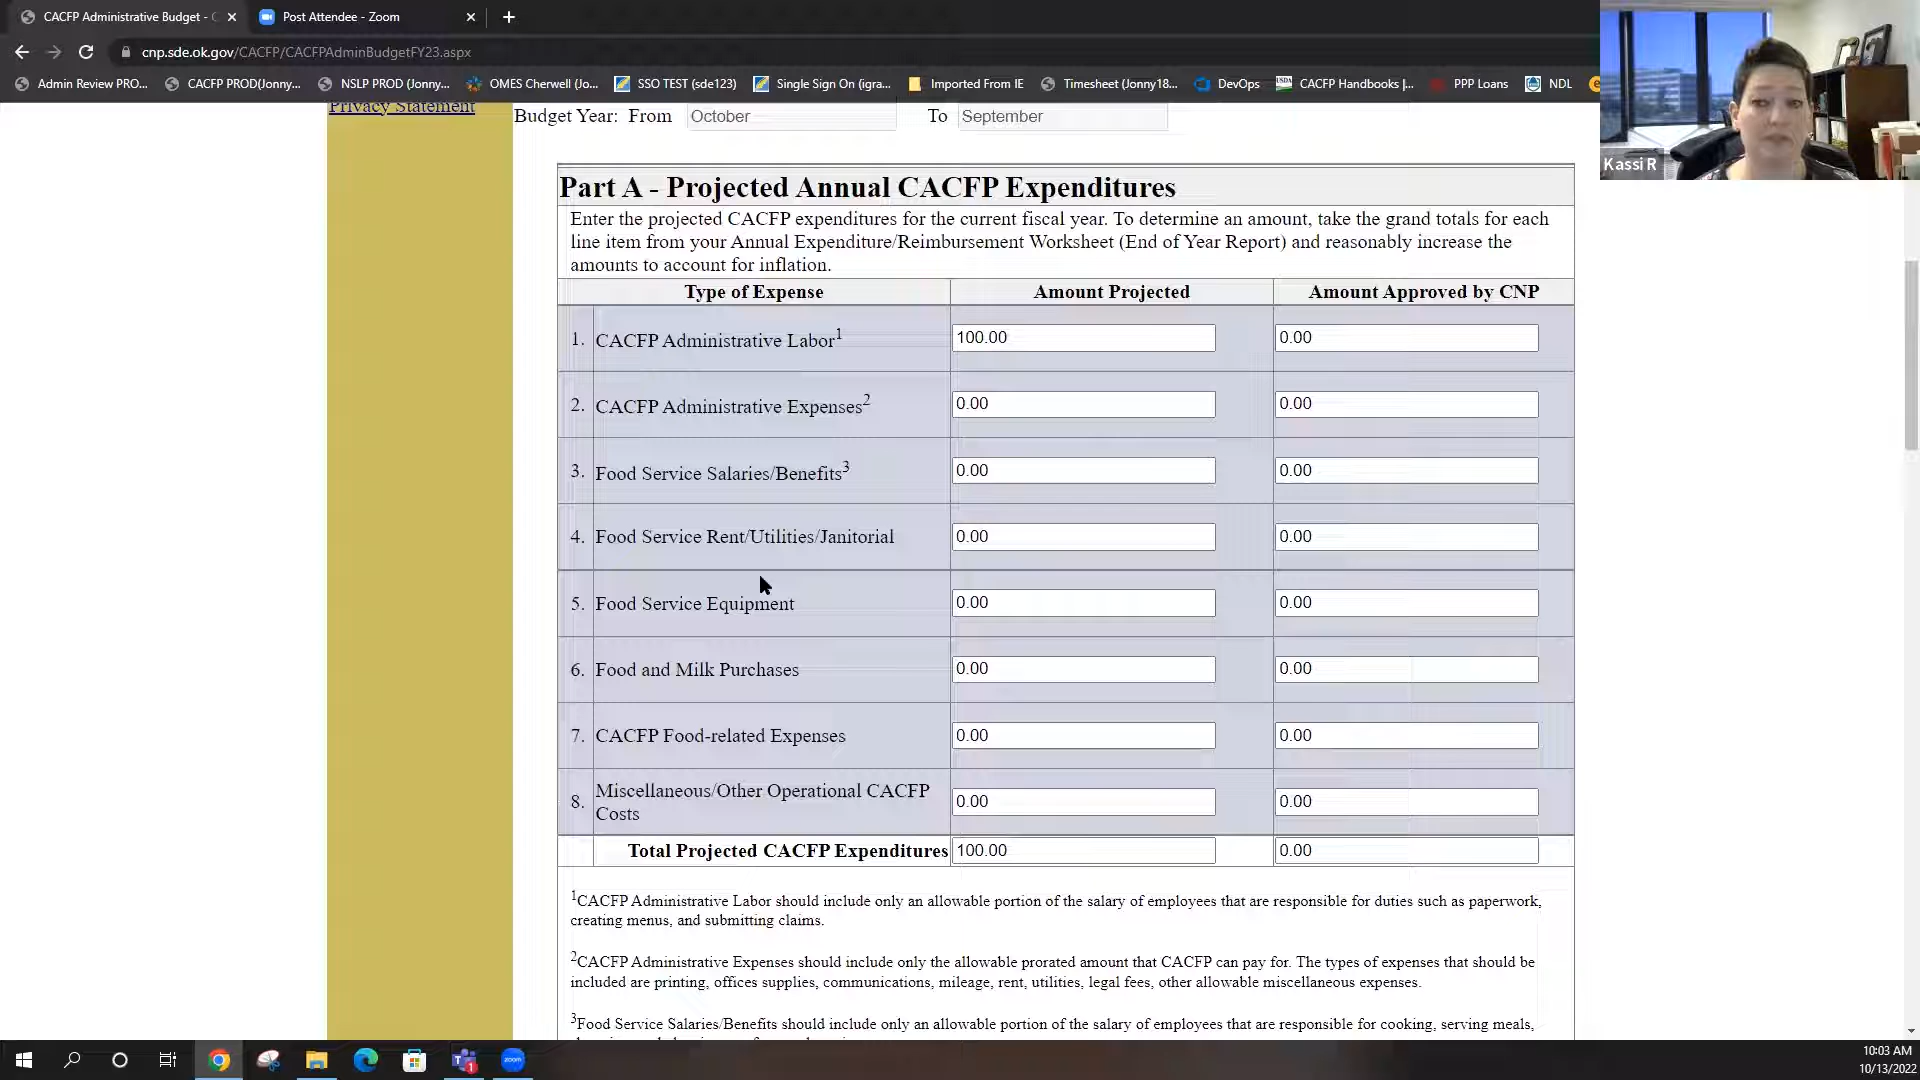 CACFP Administrative Budget - C
Post Attendee - Zoom
cnp.sde.ok.gov/CACFP/CACFPAdminBudgetFY23.aspx
Admin Review PRO... CACFP PROD(Jonny... NSLP PROD (Jonny... OMES Cherwell (Jo... SSO TEST (sde123) Single Sign On (igra... Imported From IE Timesheet (Jonny18... DevOps CACFP Handbooks |... PPP Loans NDL
Kassi R
Privacy Statement
Budget Year: From October To September
Part A - Projected Annual CACFP Expenditures
Enter the projected CACFP expenditures for the current fiscal year. To determine an amount, take the grand totals for each
line item from your Annual Expenditure/Reimbursement Worksheet (End of Year Report) and reasonably increase the
amounts to account for inflation.
Type of Expense Amount Projected Amount Approved by CNP
1. CACFP Administrative Labor1 100.00 0.00
2. CACFP Administrative Expenses2 0.00 0.00
3. Food Service Salaries/Benefits3 0.00 0.00
4. Food Service Rent/Utilities/Janitorial 0.00 0.00
5. Food Service Equipment 0.00 0.00
6. Food and Milk Purchases 0.00 0.00
7. CACFP Food-related Expenses 0.00 0.00
8. Miscellaneous/Other Operational CACFP
Costs 0.00 0.00
Total Projected CACFP Expenditures 100.00 0.00
1CACFP Administrative Labor should include only an allowable portion of the salary of employees that are responsible for duties such as paperwork,
creating menus, and submitting claims.
2CACFP Administrative Expenses should include only the allowable prorated amount that CACFP can pay for. The types of expenses that should be
included are printing, offices supplies, communications, mileage, rent, utilities, legal fees, other allowable miscellaneous expenses.
3Food Service Salaries/Benefits should include only an allowable portion of the salary of employees that are responsible for cooking, serving meals,
10:03 AM
10/13/2022